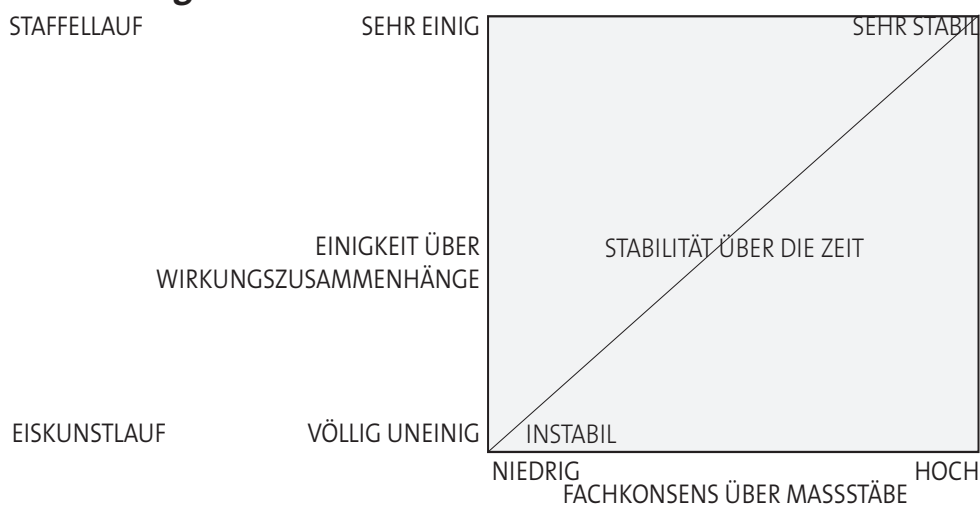 STAFFELLAUF SEHR EINIG SEHR STABIL
EINIGKEIT ÜBER
WIRKUNGSZUSAMMENHÄNGE
STABILITÄT ÜBER DIE ZEIT
EISKUNSTLAUF VÖLLIG UNEINIG INSTABIL
NIEDRIG HOCH
FACHKONSENS ÜBER MASSSTÄBE